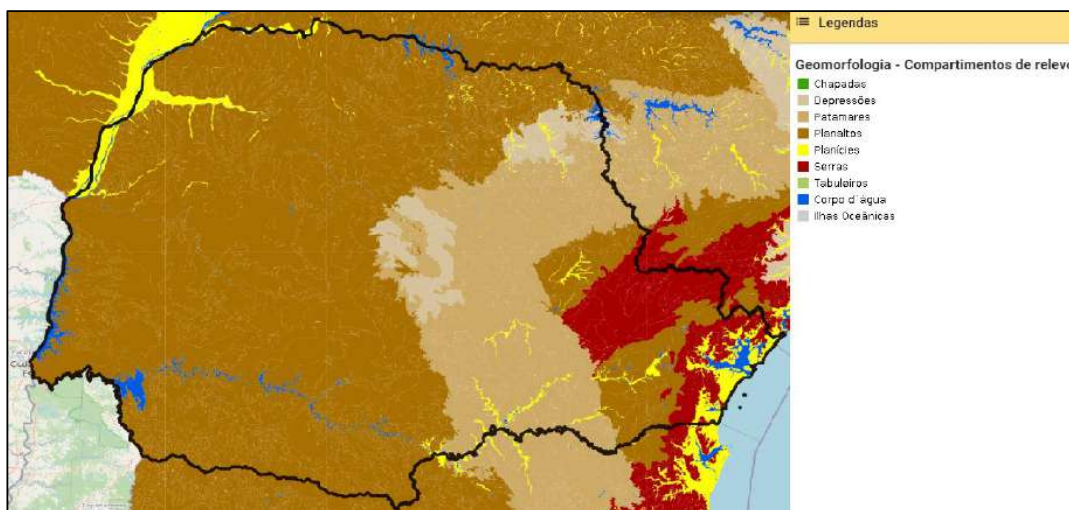 Legendas
Geomorfologia - Compartimentos de relevo
Chapadas
Depressões
Patamares
Planaltos
Planícies
Serras
Tabuleiros
Corpo d'água
Ilhas Oceânicas